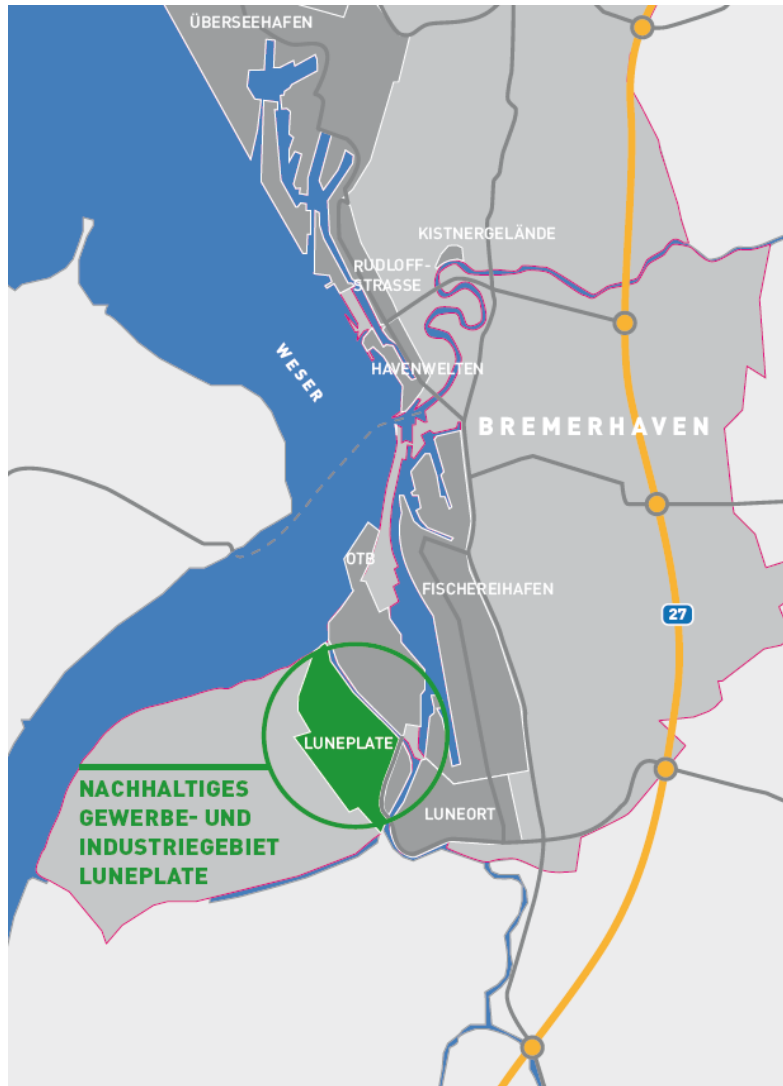 ÜBERSEEHAFEN
KISTNERGELÄNDE
RUDLOFF-
STRASSE
WESER
HAVENWELTEN
BREMERHAVEN
OTB
FISCHEREIHAFEN
27
LUNEPLATE
NACHHALTIGES
GEWERBE- UND
INDUSTRIEGEBIET
LUNEPLATE
LUNEORT